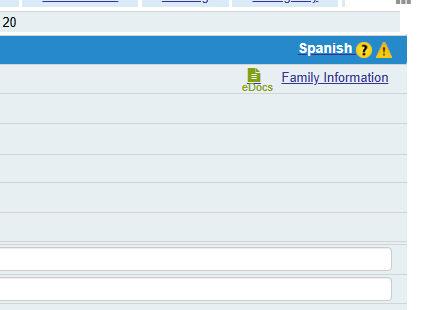 20
Spanish ?
eDocs Family Information